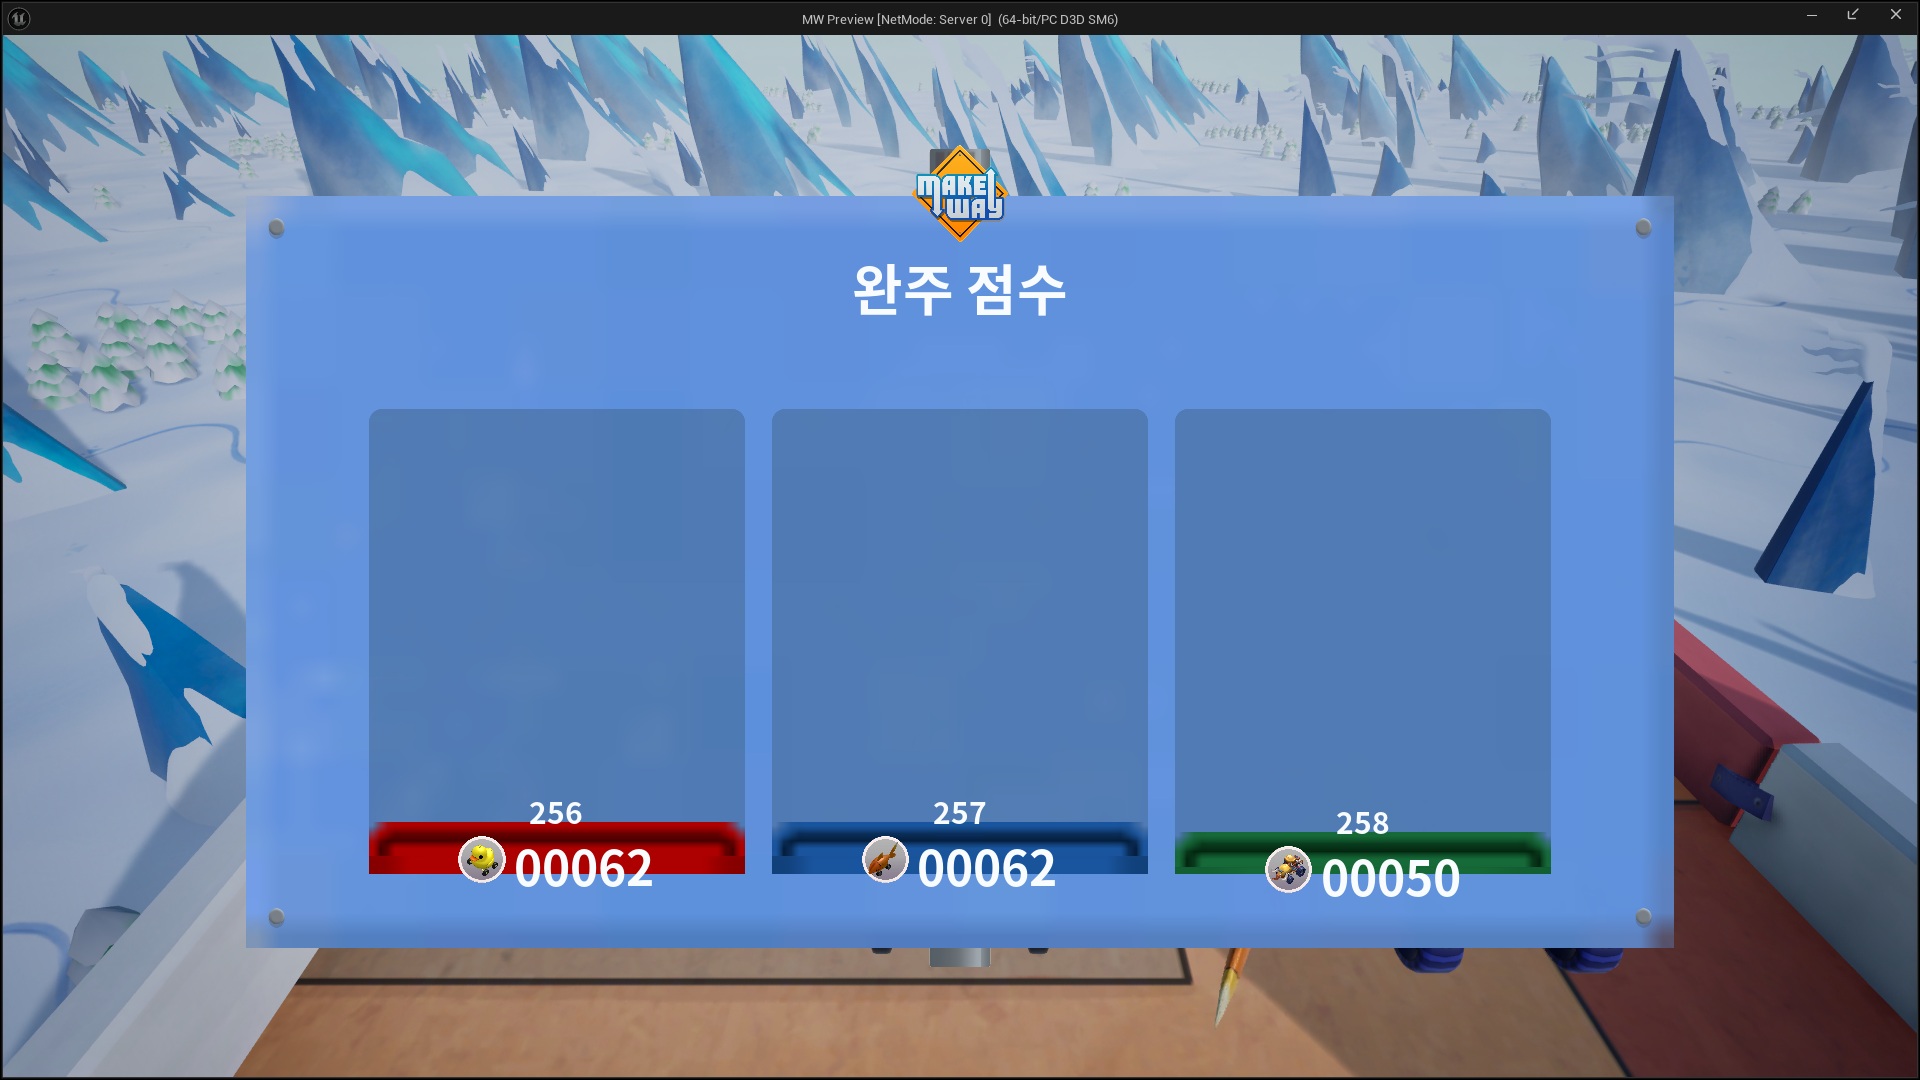 MW Preview [NetMode: Server 0] (64-bit/PC D3D SM6)
MAKE
WAY
완주 점수
256
257
258
00062
00062
00050